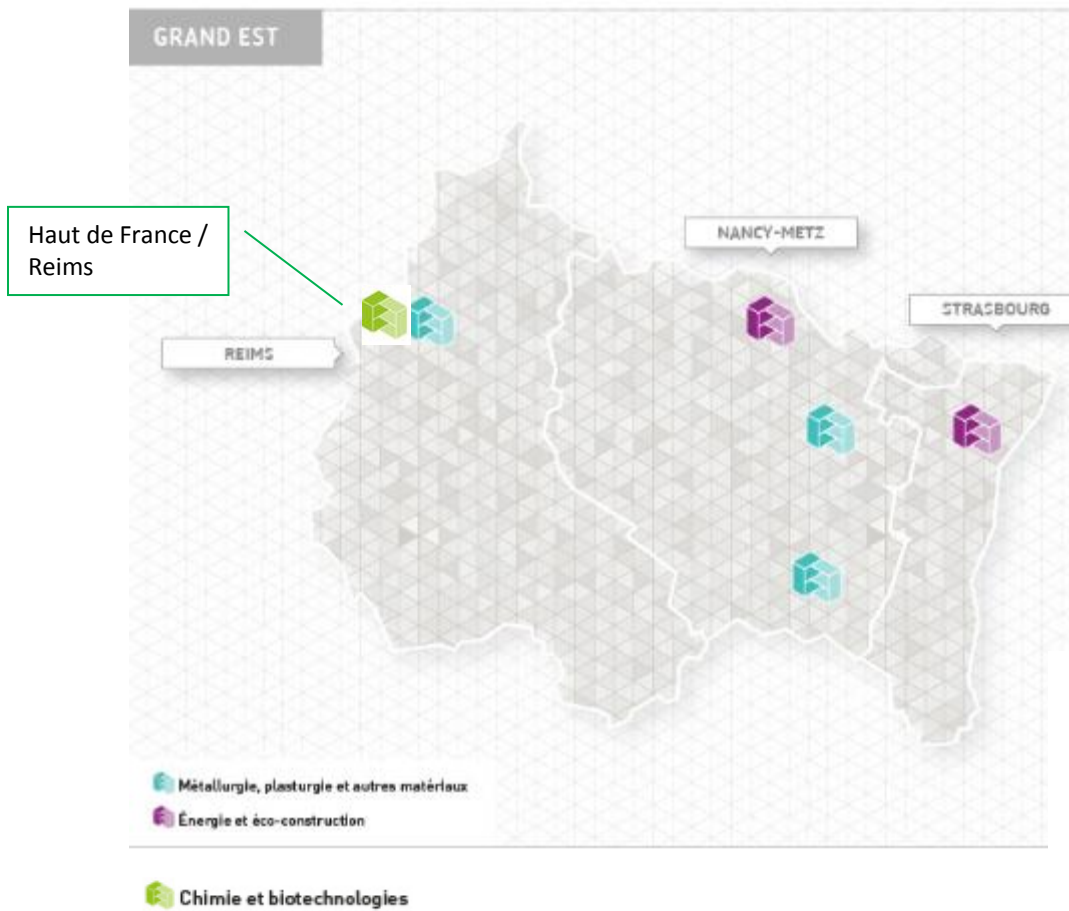 GRAND EST
Haut de France /
Reims
NANCY-METZ
STRASBOURG
REIMS
Métallurgie, plasturgie et autres matériaux
Énergie et éco-construction
Chimie et biotechnologies